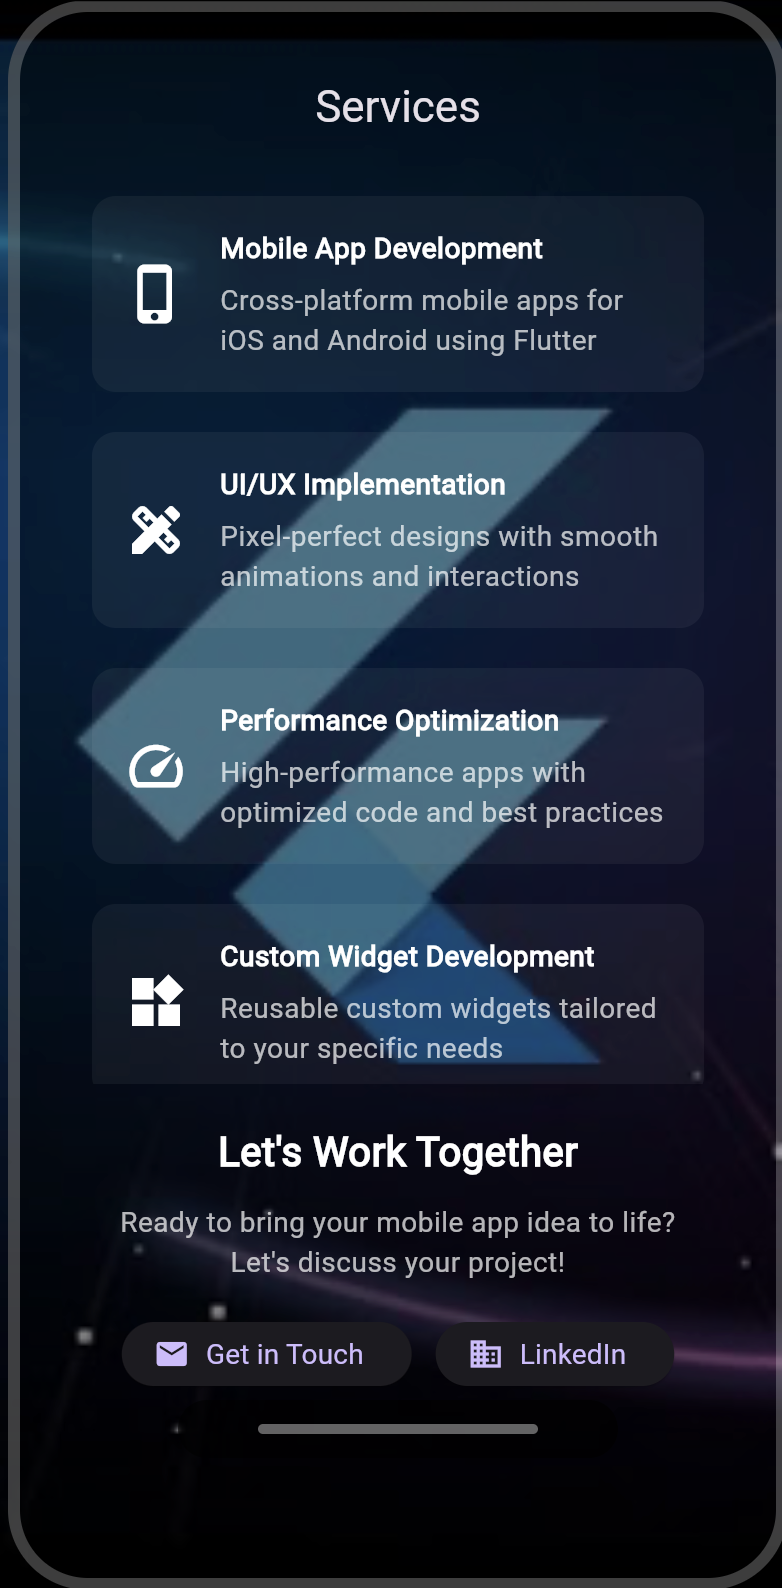 Services
Mobile App Development
Cross-platform mobile apps for
iOS and Android using Flutter
UI/UX Implementation
Pixel-perfect designs with smooth
animations and interactions
Performance Optimization
High-performance apps with
optimized code and best practices
Custom Widget Development
Reusable custom widgets tailored
to your specific needs
Let's Work Together
Ready to bring your mobile app idea to life?
Let's discuss your project!
Get in Touch
LinkedIn